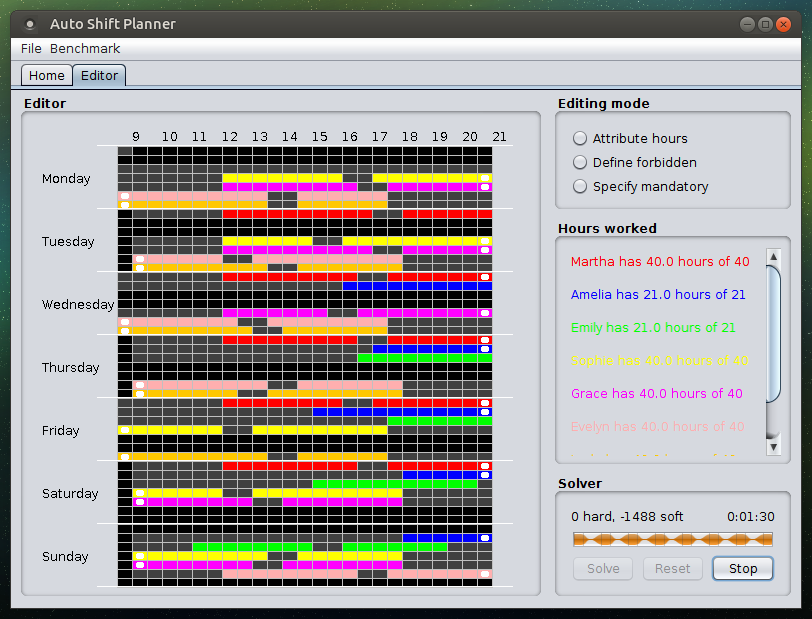 Auto Shift Planner
File Benchmark
Home Editor
Editor
9 10 11 12 13 14 15 16 17 18 19 20 21
Monday
Tuesday
Wednesday
Thursday
Friday
Saturday
Sunday
Editing mode
Attribute hours
Define forbidden
Specify mandatory
Hours worked
Martha has 40.0 hours of 40
Amelia has 21.0 hours of 21
Emily has 21.0 hours of 21
Sophie has 40.0 hours of 40
Grace has 40.0 hours of 40
Evelyn has 40.0 hours of 40
Solver
0 hard, -1488 soft 0:01:30
Solve Reset Stop